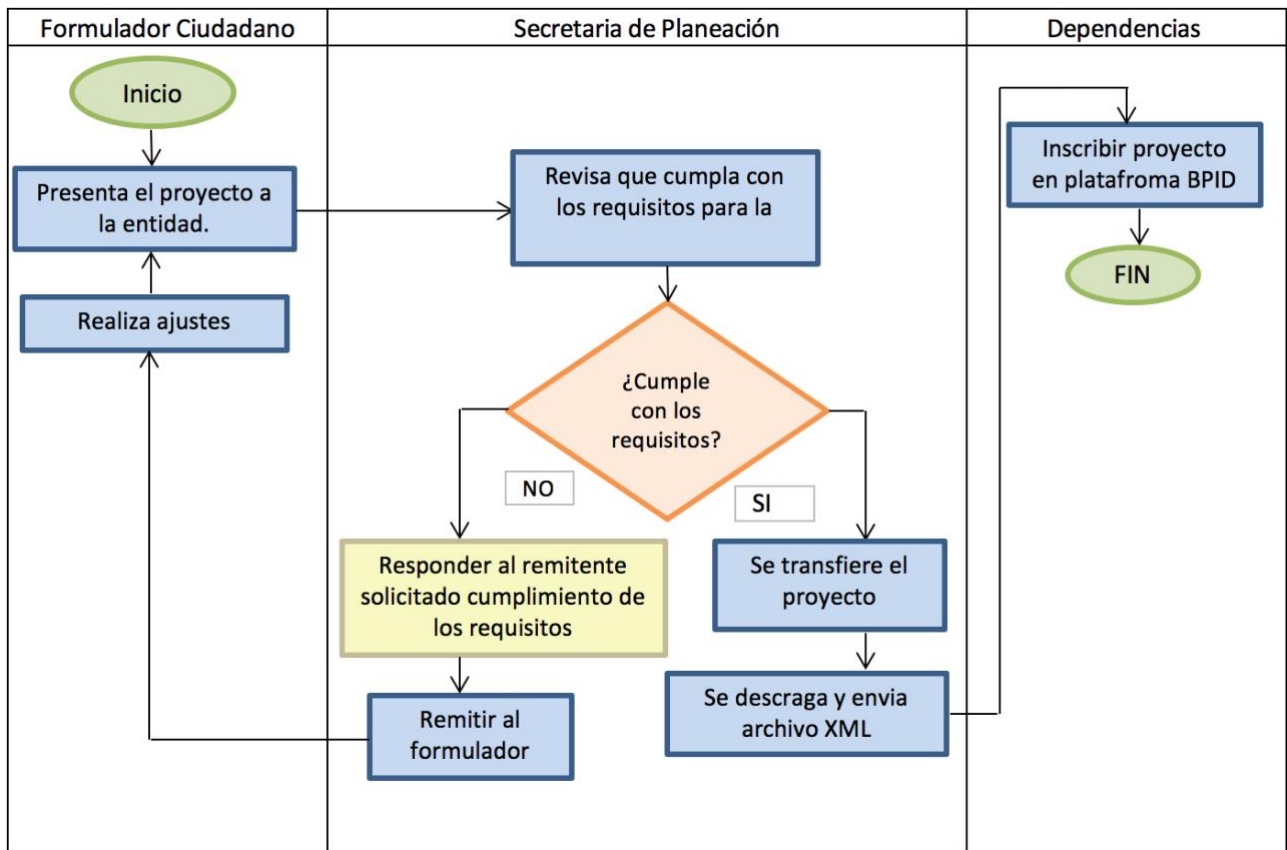 Formulador Ciudadano
Secretaria de Planeación
Dependencias
Inicio
Presenta el proyecto a
la entidad.
Realiza ajustes
Revisa que cumpla con
los requisitos para la
¿Cumple
con los
requisitos?
NO
SI
Responder al remitente
solicitado cumplimiento de
los requisitos
Remitir al
formulador
Se transfiere el
proyecto
Se descraga y envia
archivo XML
Inscribir proyecto
en platafroma BPID
FIN